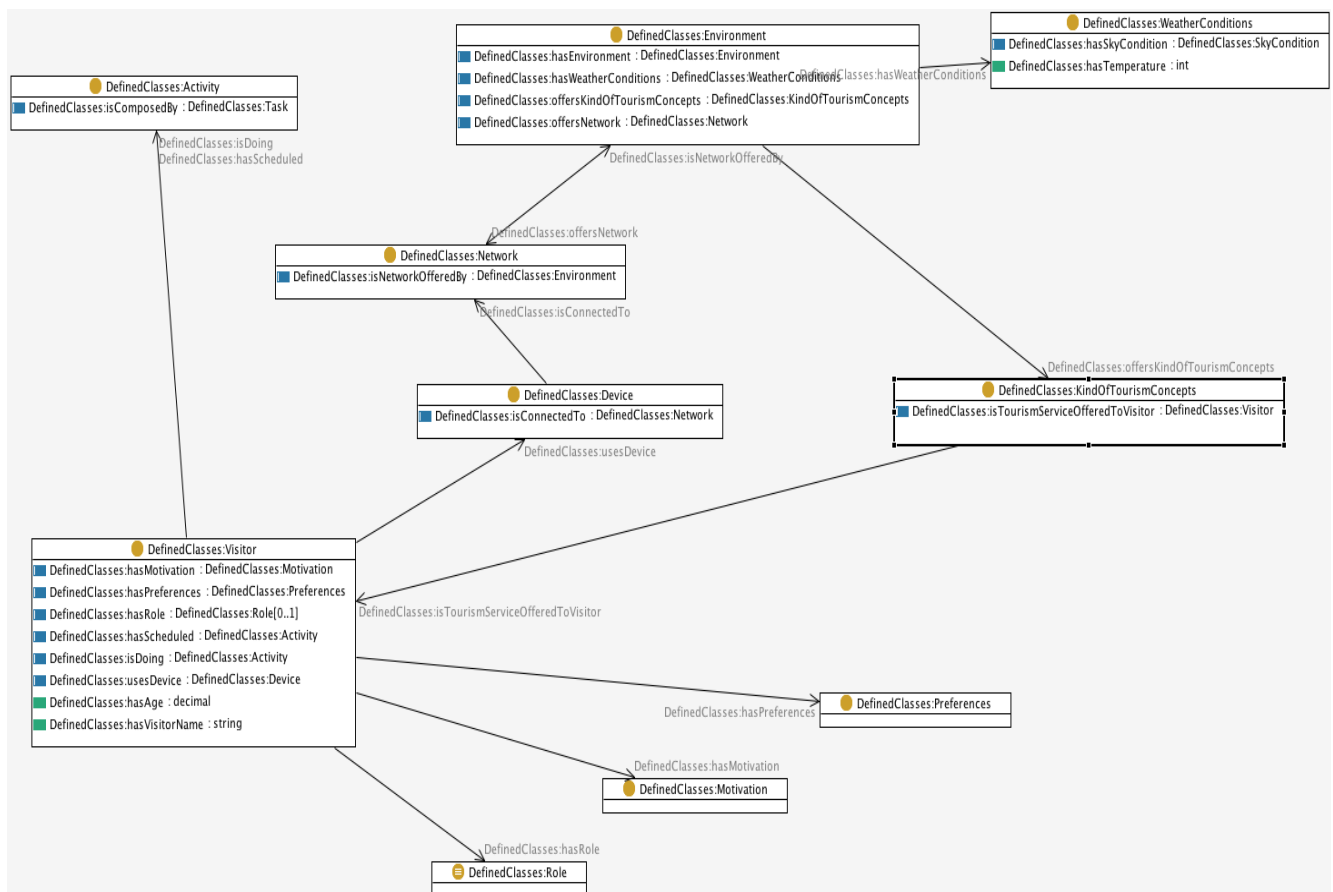 DefinedClasses:Environment
DefinedClasses:hasEnvironment : DefinedClasses:Environment
DefinedClasses:hasWeatherConditions : DefinedClasses:WeatherConditions
DefinedClasses:offersKindOfTourismConcepts : DefinedClasses:KindOfTourismConcepts
DefinedClasses:offersNetwork : DefinedClasses:Network
DefinedClasses:hasWeatherConditions
DefinedClasses:WeatherConditions
DefinedClasses:hasSkyCondition : DefinedClasses:SkyCondition
DefinedClasses:hasTemperature : int
DefinedClasses:Activity
DefinedClasses:isComposedBy : DefinedClasses:Task
DefinedClasses:isDoing
DefinedClasses:hasScheduled
DefinedClasses:isNetworkOfferedBy
DefinedClasses:offersNetwork
DefinedClasses:Network
DefinedClasses:isNetworkOfferedBy : DefinedClasses:Environment
DefinedClasses:isConnectedTo
DefinedClasses:offersKindOfTourismConcepts
DefinedClasses:KindOfTourismConcepts
DefinedClasses:isTourismServiceOfferedToVisitor : DefinedClasses:Visitor
DefinedClasses:Device
DefinedClasses:isConnectedTo : DefinedClasses:Network
DefinedClasses:usesDevice
DefinedClasses:Visitor
DefinedClasses:hasMotivation : DefinedClasses:Motivation
DefinedClasses:hasPreferences : DefinedClasses:Preferences
DefinedClasses:hasRole : DefinedClasses:Role[0..1]
DefinedClasses:hasScheduled : DefinedClasses:Activity
DefinedClasses:isDoing : DefinedClasses:Activity
DefinedClasses:usesDevice : DefinedClasses:Device
DefinedClasses:hasAge : decimal
DefinedClasses:hasVisitorName : string
DefinedClasses:isTourismServiceOfferedToVisitor
DefinedClasses:hasPreferences
DefinedClasses:Preferences
DefinedClasses:hasMotivation
DefinedClasses:Motivation
DefinedClasses:hasRole
DefinedClasses:Role